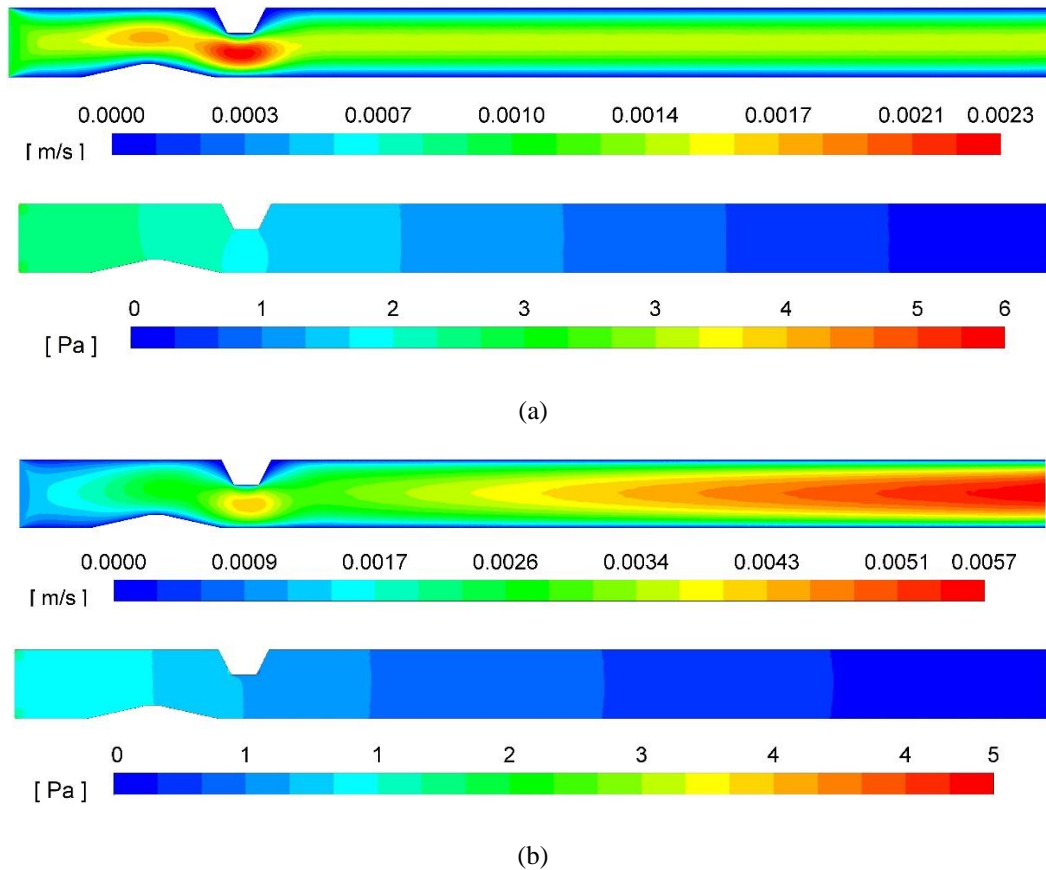 0.0000 0.0003 0.0007 0.0010 0.0014 0.0017 0.0021 0.0023
[ m/s ]
0 1 2 3 3 4 5 6
[ Pa ]
(a)
0.0000 0.0009 0.0017 0.0026 0.0034 0.0043 0.0051 0.0057
[ m/s ]
0 1 1 2 3 4 4 5
[ Pa ]
(b)